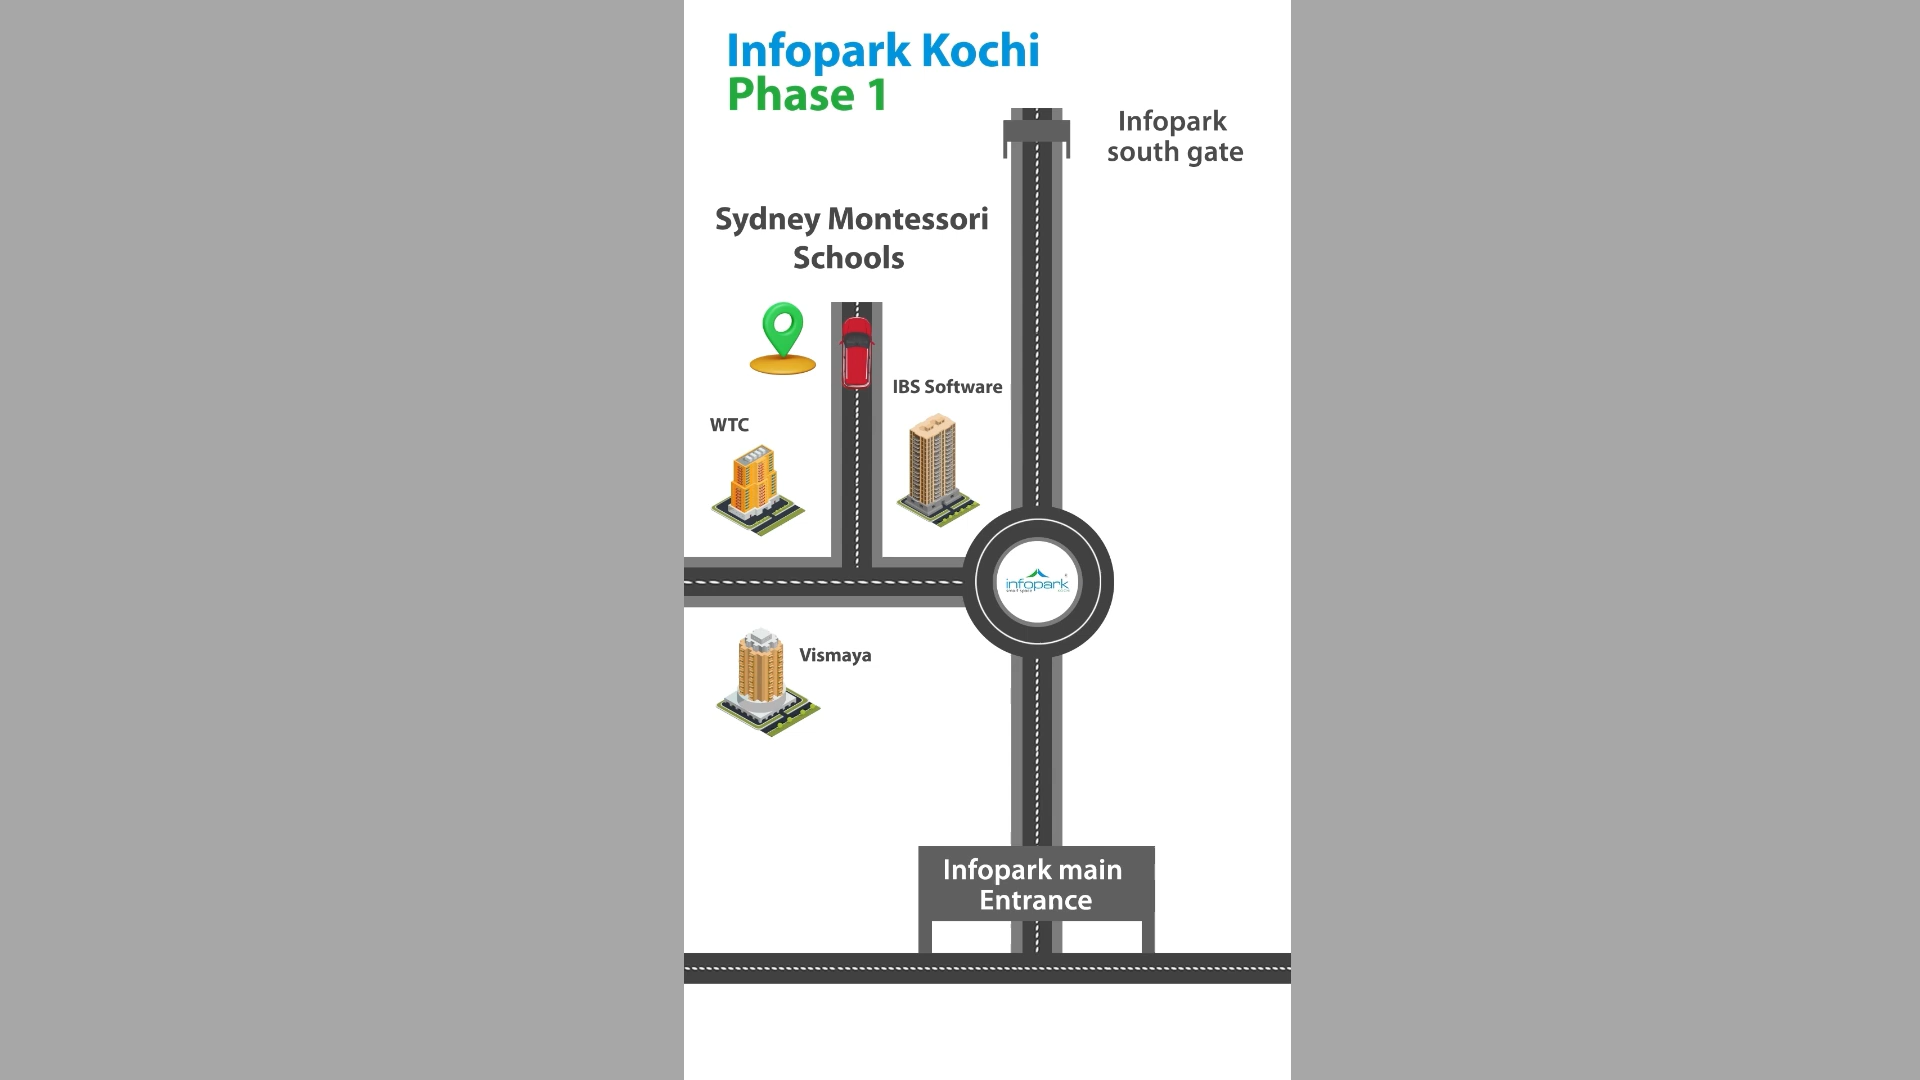 Infopark Kochi
Phase 1
Infopark
south gate
Sydney Montessori
Schools
IBS Software
WTC
infopark
Vismaya
Infopark main
Entrance